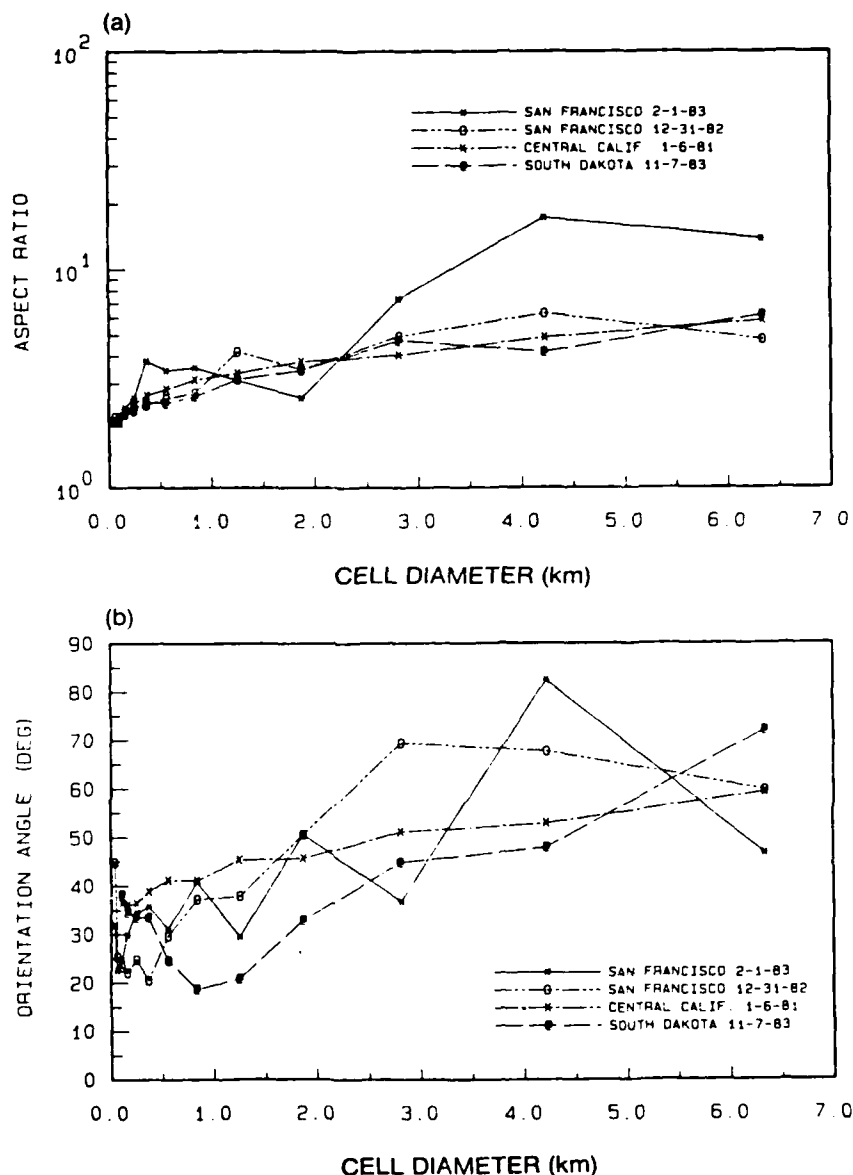 (a)
10^2
10^1
10^0
ASPECT RATIO
SAN FRANCISCO 2-1-83
SAN FRANCISCO 12-31-82
CENTRAL CALIF. 1-6-81
SOUTH DAKOTA 11-7-83
0.0 1.0 2.0 3.0 4.0 5.0 6.0 7.0
CELL DIAMETER (km)
(b)
90
80
70
60
50
40
30
20
10
0
ORIENTATION ANGLE (DEG)
SAN FRANCISCO 2-1-83
SAN FRANCISCO 12-31-82
CENTRAL CALIF. 1-6-81
SOUTH DAKOTA 11-7-83
0.0 1.0 2.0 3.0 4.0 5.0 6.0 7.0
CELL DIAMETER (km)